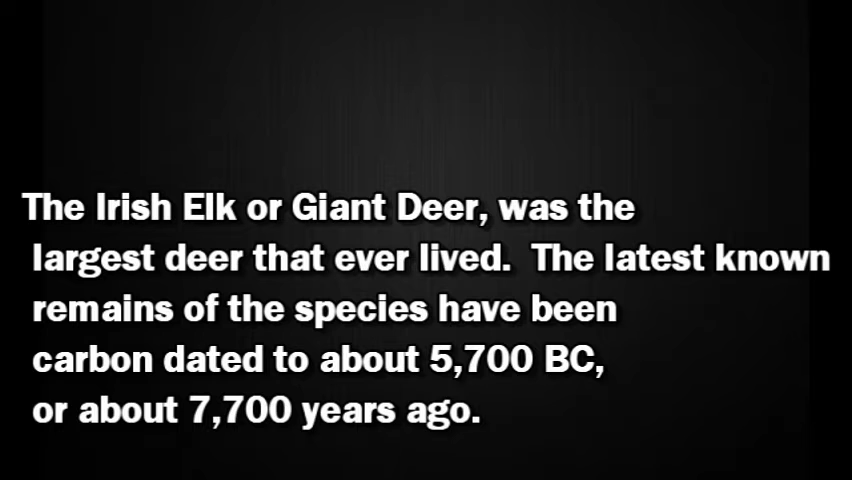 The Irish Elk or Giant Deer, was the
largest deer that ever lived.  The latest known
remains of the species have been
carbon dated to about 5,700 BC,
or about 7,700 years ago.